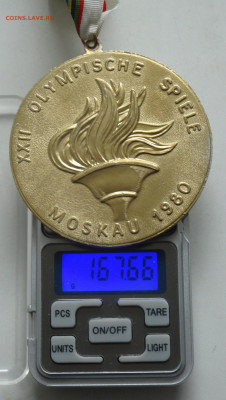 COINS.LAVE.RU
XXII OLYMPISCHE SPIELE
MOSKAU 1980
167.66
g
PCS
TARE
ON/OFF
UNITS
LIGHT